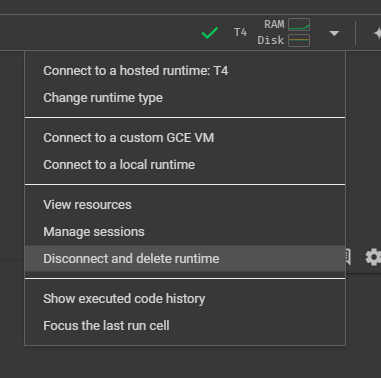 T4
RAM
Disk
Connect to a hosted runtime: T4
Change runtime type
Connect to a custom GCE VM
Connect to a local runtime
View resources
Manage sessions
Disconnect and delete runtime
Show executed code history
Focus the last run cell